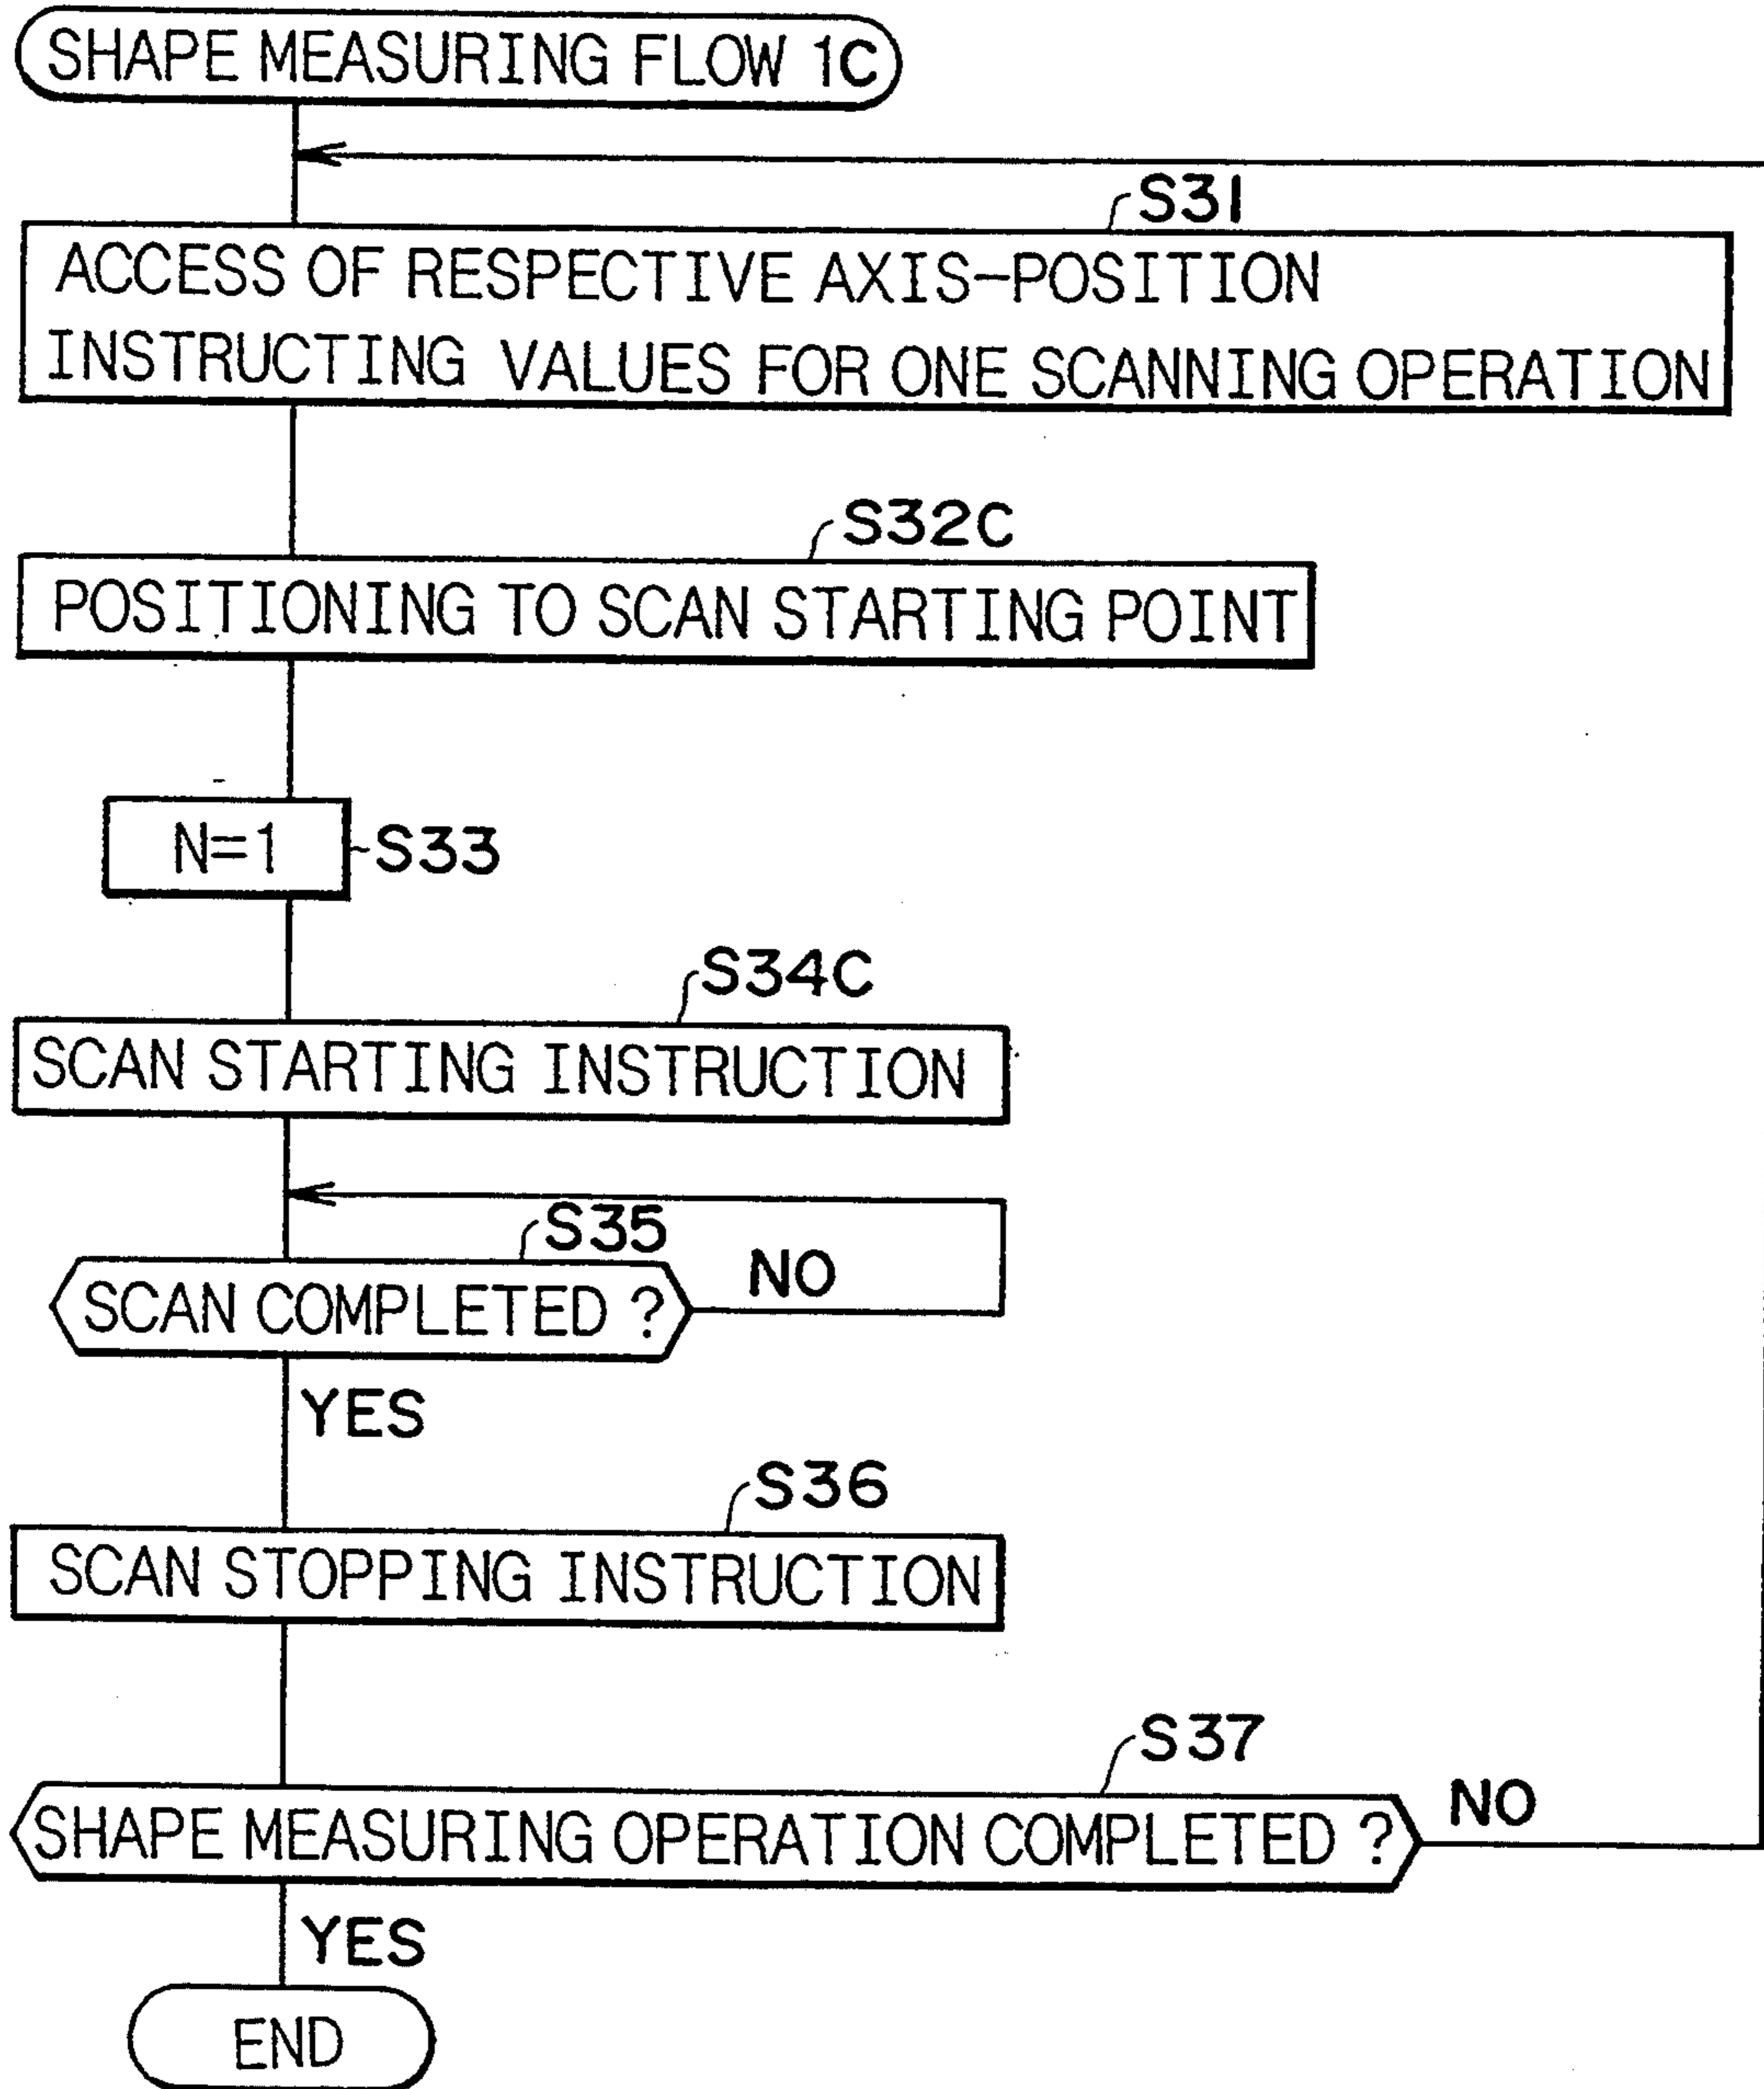 SHAPE MEASURING FLOW 1C
S31
ACCESS OF RESPECTIVE AXIS-POSITION
INSTRUCTING VALUES FOR ONE SCANNING OPERATION
S32C
POSITIONING TO SCAN STARTING POINT
N=1
S33
S34C
SCAN STARTING INSTRUCTION
S35
SCAN COMPLETED ?
NO
YES
S36
SCAN STOPPING INSTRUCTION
S37
SHAPE MEASURING OPERATION COMPLETED ?
NO
YES
END